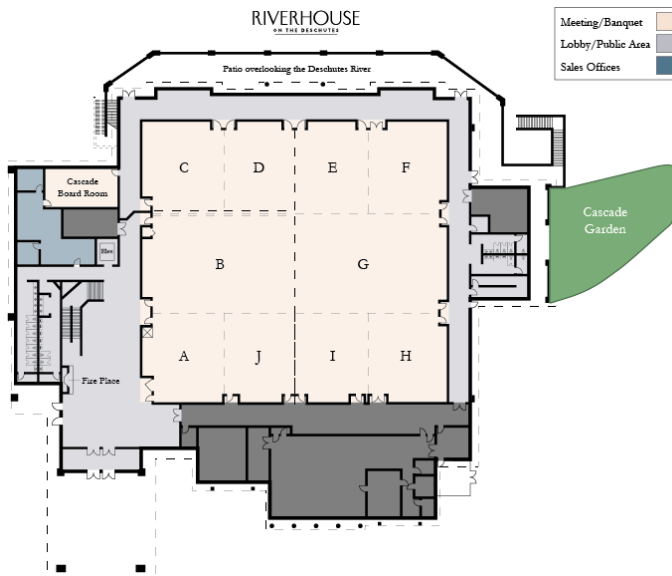 RIVERHOUSE
ON THE DESCHUTES
Meeting/Banquet
Lobby/Public Area
Sales Offices
Patio overlooking the Deschutes River
C
D
E
F
Cascade
Board Room
Cascade
Garden
Elev
B
G
A
J
I
H
Fire Place